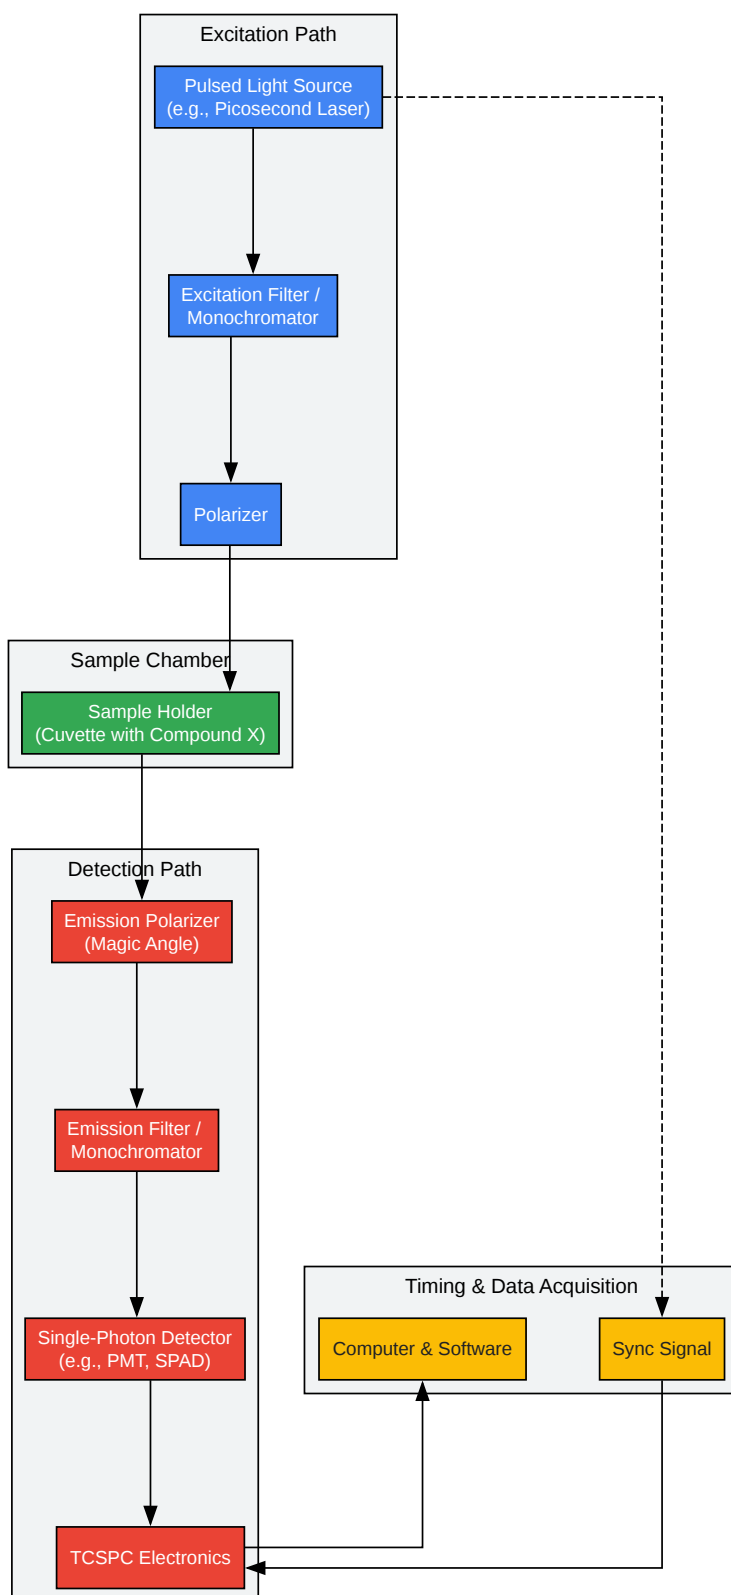 Excitation Path
Pulsed Light Source
(e.g., Picosecond Laser)
Excitation Filter /
Monochromator
Polarizer
Sample Chamber
Sample Holder
(Cuvette with Compound X)
Detection Path
Emission Polarizer
(Magic Angle)
Emission Filter /
Monochromator
Timing & Data Acquisition
Single-Photon Detector
(e.g., PMT, SPAD)
Computer & Software
Sync Signal
TCSPC Electronics